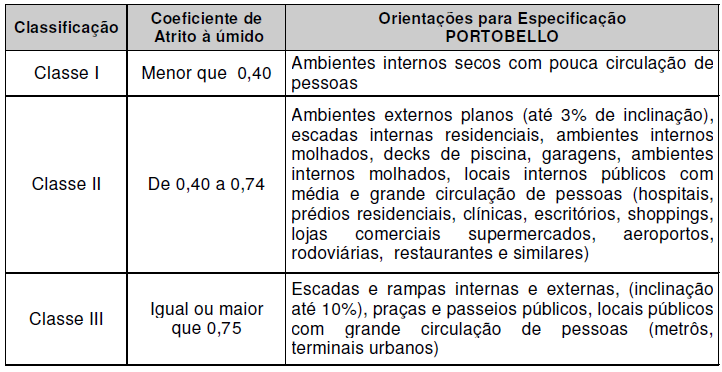 Classificação
Coeficiente de
Atrito à úmido
Orientações para Especificação
PORTOBELLO
Classe I
Menor que 0,40
Ambientes internos secos com pouca circulação de
pessoas
Classe II
De 0,40 a 0,74
Ambientes externos planos (até 3% de inclinação),
escadas internas residenciais, ambientes internos
molhados, decks de piscina, garagens, ambientes
internos molhados, locais internos públicos com
média e grande circulação de pessoas (hospitais,
prédios residenciais, clínicas, escritórios, shoppings,
lojas comerciais supermercados, aeroportos,
rodoviárias, restaurantes e similares)
Classe III
Igual ou maior
que 0,75
Escadas e rampas internas e externas, (inclinação
até 10%), praças e passeios públicos, locais públicos
com grande circulação de pessoas (metrôs,
terminais urbanos)